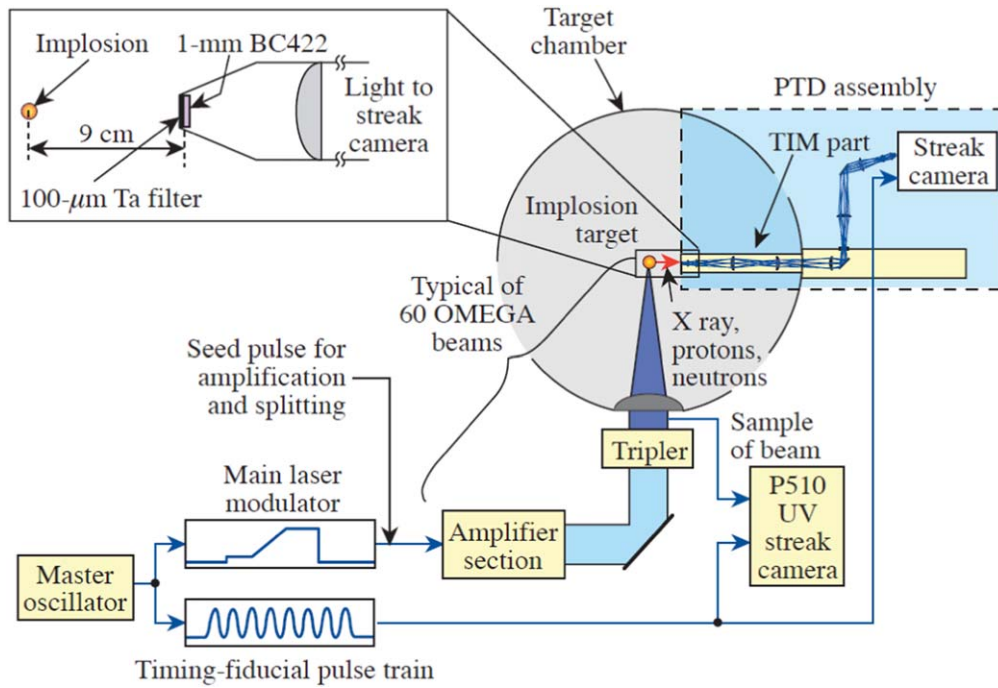 Implosion
1-mm BC422
Light to
streak
camera
9 cm
100-μm Ta filter
Target
chamber
PTD assembly
TIM part
Streak
camera
Implosion
target
Typical of
60 OMEGA
beams
X ray,
protons,
neutrons
Seed pulse for
amplification
and splitting
Sample
of beam
Tripler
Main laser
modulator
P510
UV
streak
camera
Amplifier
section
Master
oscillator
Timing-fiducial pulse train